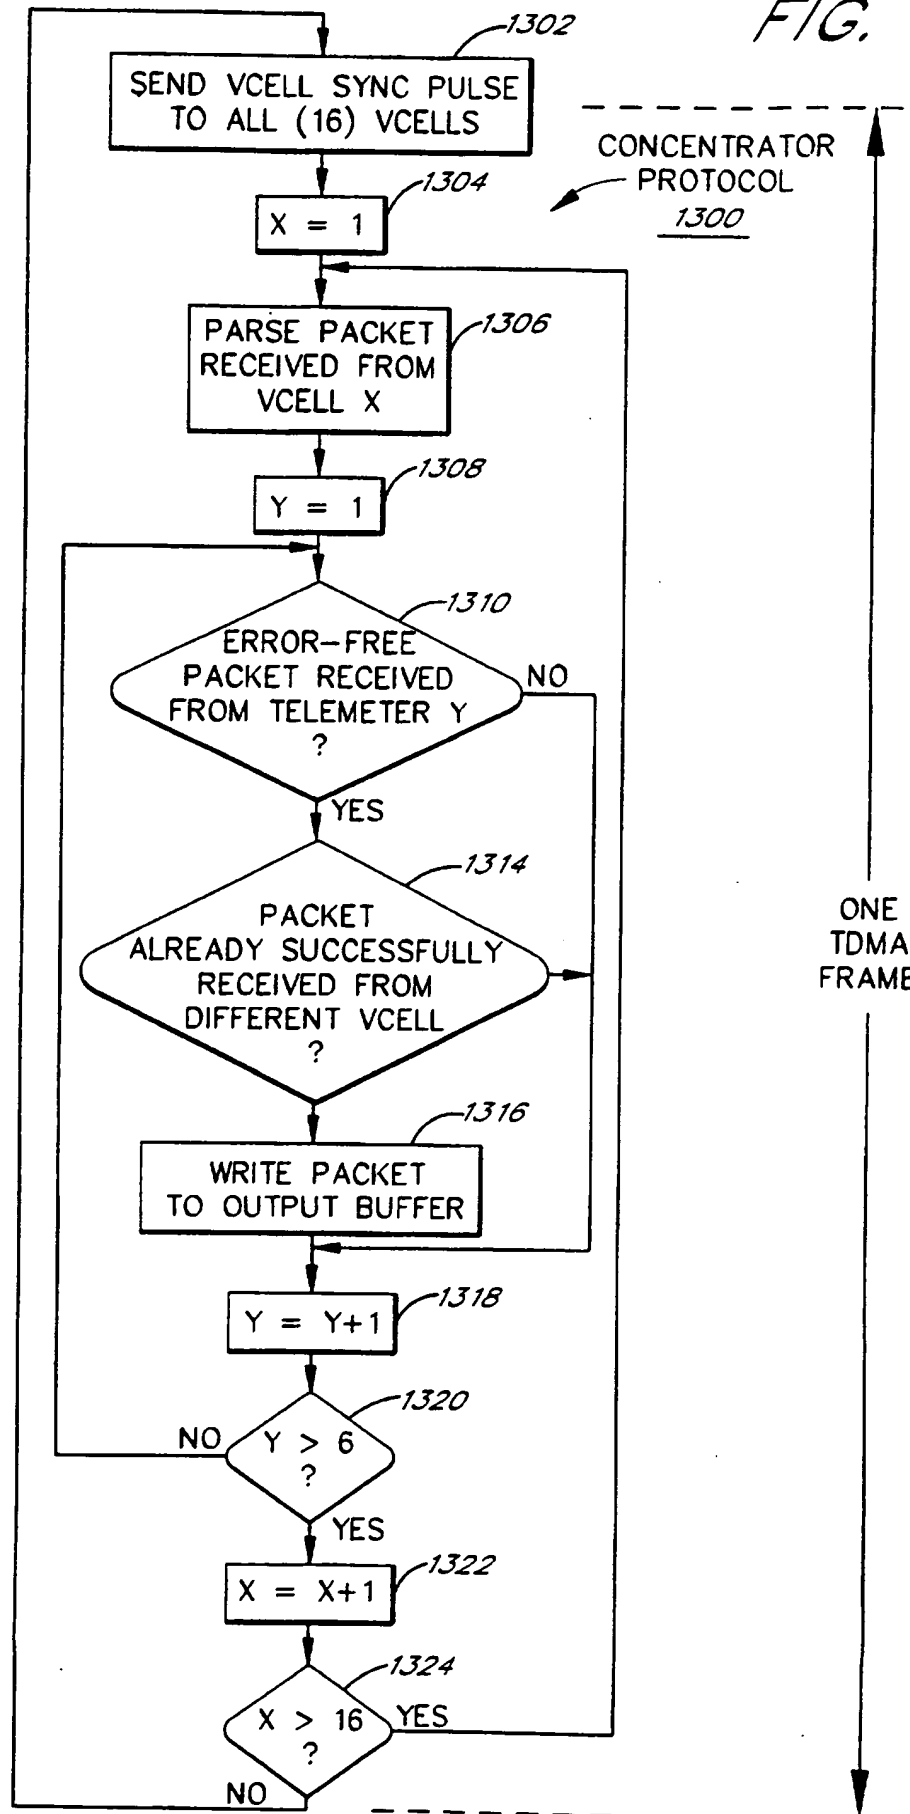 FIG.
1302
SEND VCELL SYNC PULSE
TO ALL (16) VCELLS
CONCENTRATOR
PROTOCOL
1300
1304
X = 1
1306
PARSE PACKET
RECEIVED FROM
VCELL X
1308
Y = 1
1310
ERROR-FREE
PACKET RECEIVED
FROM TELEMETER Y
?
NO
YES
1314
PACKET
ALREADY SUCCESSFULLY
RECEIVED FROM
DIFFERENT VCELL
?
ONE
TDMA
FRAME
1316
WRITE PACKET
TO OUTPUT BUFFER
1318
Y = Y+1
1320
Y > 6
?
NO
YES
1322
X = X+1
1324
X > 16
?
YES
NO